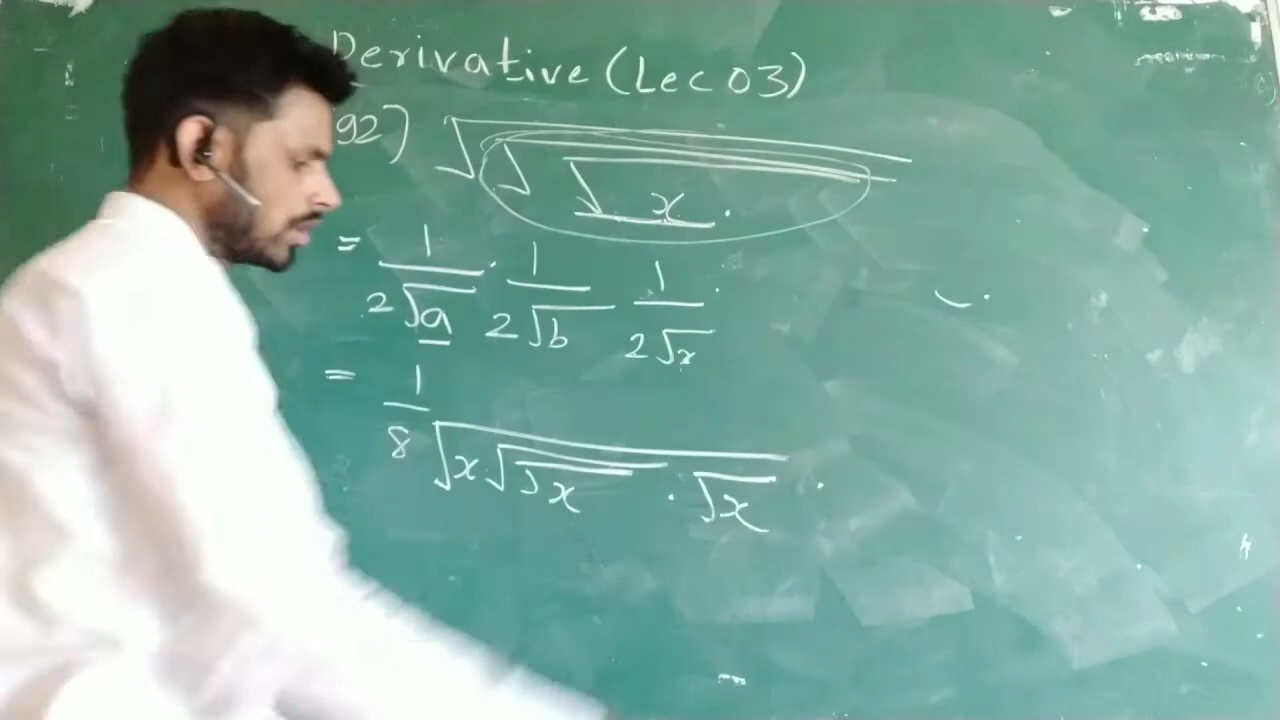 Derivative (Lec 03)
92) √√√x.
= 1/2√a · 1/2√b 1/2√x .
= 1/8 √x·√√x · √x .